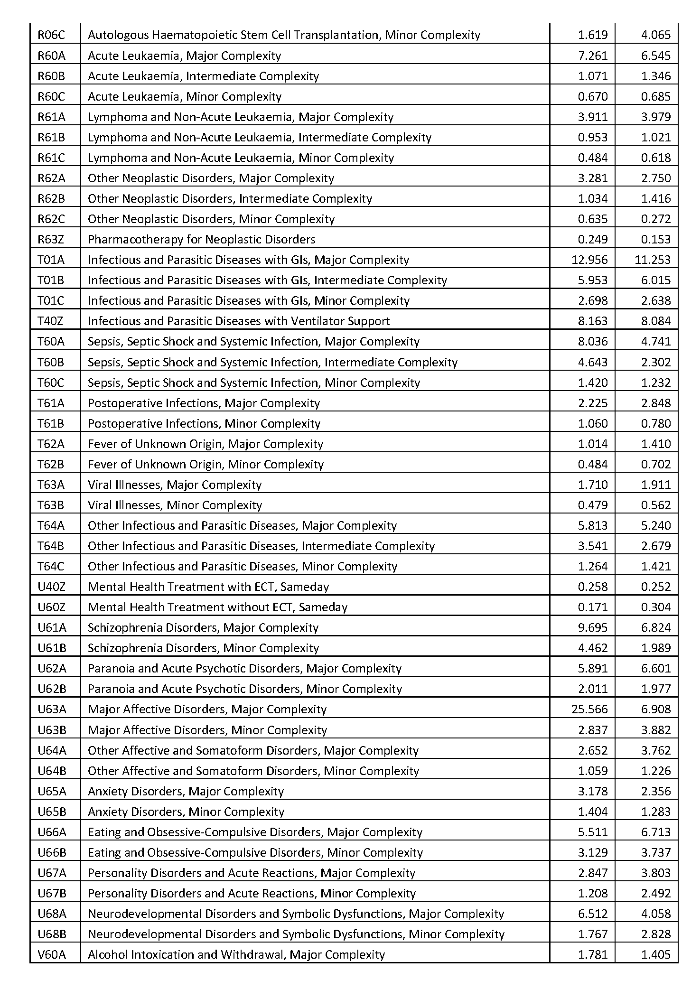 R06C Autologous Haematopoietic Stem Cell Transplantation, Minor Complexity 1.619 4.065
R60A Acute Leukaemia, Major Complexity 7.261 6.545
R60B Acute Leukaemia, Intermediate Complexity 1.071 1.346
R60C Acute Leukaemia, Minor Complexity 0.670 0.685
R61A Lymphoma and Non-Acute Leukaemia, Major Complexity 3.911 3.979
R61B Lymphoma and Non-Acute Leukaemia, Intermediate Complexity 0.953 1.021
R61C Lymphoma and Non-Acute Leukaemia, Minor Complexity 0.484 0.618
R62A Other Neoplastic Disorders, Major Complexity 3.281 2.750
R62B Other Neoplastic Disorders, Intermediate Complexity 1.034 1.416
R62C Other Neoplastic Disorders, Minor Complexity 0.635 0.272
R63Z Pharmacotherapy for Neoplastic Disorders 0.249 0.153
T01A Infectious and Parasitic Diseases with GIs, Major Complexity 12.956 11.253
T01B Infectious and Parasitic Diseases with GIs, Intermediate Complexity 5.953 6.015
T01C Infectious and Parasitic Diseases with GIs, Minor Complexity 2.698 2.638
T40Z Infectious and Parasitic Diseases with Ventilator Support 8.163 8.084
T60A Sepsis, Septic Shock and Systemic Infection, Major Complexity 8.036 4.741
T60B Sepsis, Septic Shock and Systemic Infection, Intermediate Complexity 4.643 2.302
T60C Sepsis, Septic Shock and Systemic Infection, Minor Complexity 1.420 1.232
T61A Postoperative Infections, Major Complexity 2.225 2.848
T61B Postoperative Infections, Minor Complexity 1.060 0.780
T62A Fever of Unknown Origin, Major Complexity 1.014 1.410
T62B Fever of Unknown Origin, Minor Complexity 0.484 0.702
T63A Viral Illnesses, Major Complexity 1.710 1.911
T63B Viral Illnesses, Minor Complexity 0.479 0.562
T64A Other Infectious and Parasitic Diseases, Major Complexity 5.813 5.240
T64B Other Infectious and Parasitic Diseases, Intermediate Complexity 3.541 2.679
T64C Other Infectious and Parasitic Diseases, Minor Complexity 1.264 1.421
U40Z Mental Health Treatment with ECT, Sameday 0.258 0.252
U60Z Mental Health Treatment without ECT, Sameday 0.171 0.304
U61A Schizophrenia Disorders, Major Complexity 9.695 6.824
U61B Schizophrenia Disorders, Minor Complexity 4.462 1.989
U62A Paranoia and Acute Psychotic Disorders, Major Complexity 5.891 6.601
U62B Paranoia and Acute Psychotic Disorders, Minor Complexity 2.011 1.977
U63A Major Affective Disorders, Major Complexity 25.566 6.908
U63B Major Affective Disorders, Minor Complexity 2.837 3.882
U64A Other Affective and Somatoform Disorders, Major Complexity 2.652 3.762
U64B Other Affective and Somatoform Disorders, Minor Complexity 1.059 1.226
U65A Anxiety Disorders, Major Complexity 3.178 2.356
U65B Anxiety Disorders, Minor Complexity 1.404 1.283
U66A Eating and Obsessive-Compulsive Disorders, Major Complexity 5.511 6.713
U66B Eating and Obsessive-Compulsive Disorders, Minor Complexity 3.129 3.737
U67A Personality Disorders and Acute Reactions, Major Complexity 2.847 3.803
U67B Personality Disorders and Acute Reactions, Minor Complexity 1.208 2.492
U68A Neurodevelopmental Disorders and Symbolic Dysfunctions, Major Complexity 6.512 4.058
U68B Neurodevelopmental Disorders and Symbolic Dysfunctions, Minor Complexity 1.767 2.828
V60A Alcohol Intoxication and Withdrawal, Major Complexity 1.781 1.405